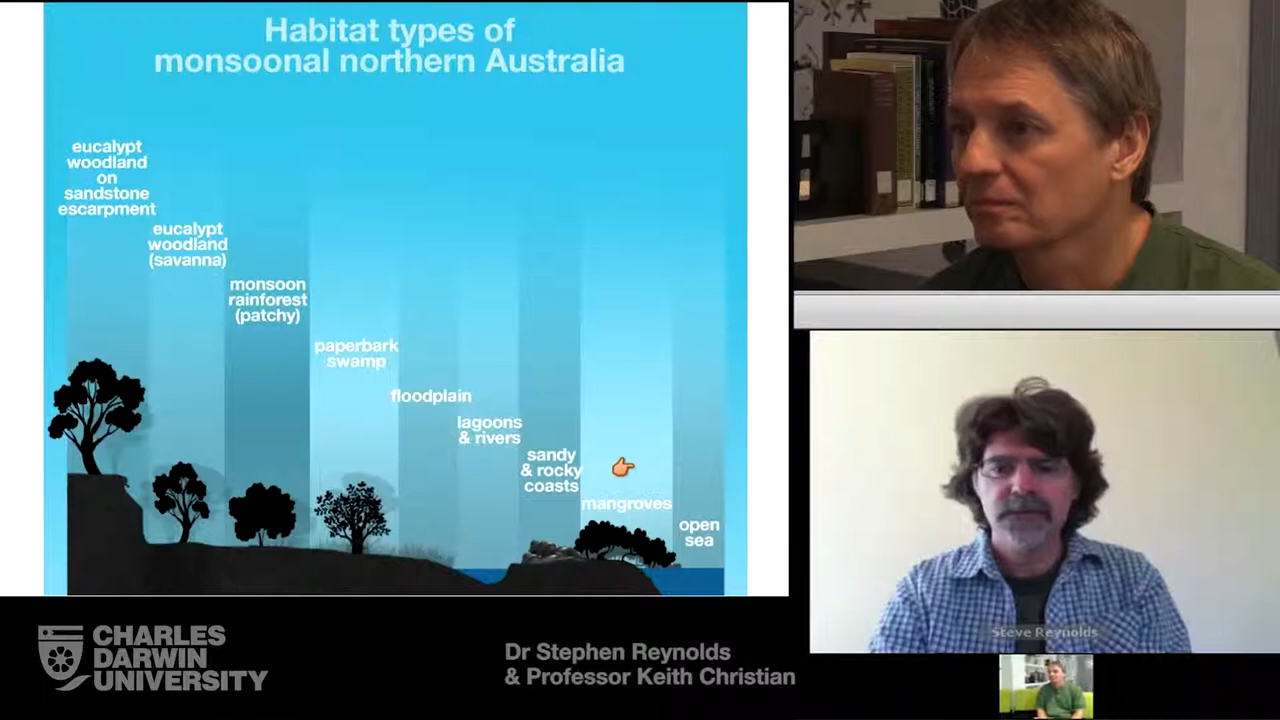 Habitat types of
monsoonal northern Australia
eucalypt
woodland
on
sandstone
escarpment
eucalypt
woodland
(savanna)
monsoon
rainforest
(patchy)
paperbark
swamp
floodplain
lagoons
& rivers
sandy
& rocky
coasts
mangroves
open
sea
Steve Reynolds
CHARLES
DARWIN
UNIVERSITY
Dr Stephen Reynolds
& Professor Keith Christian